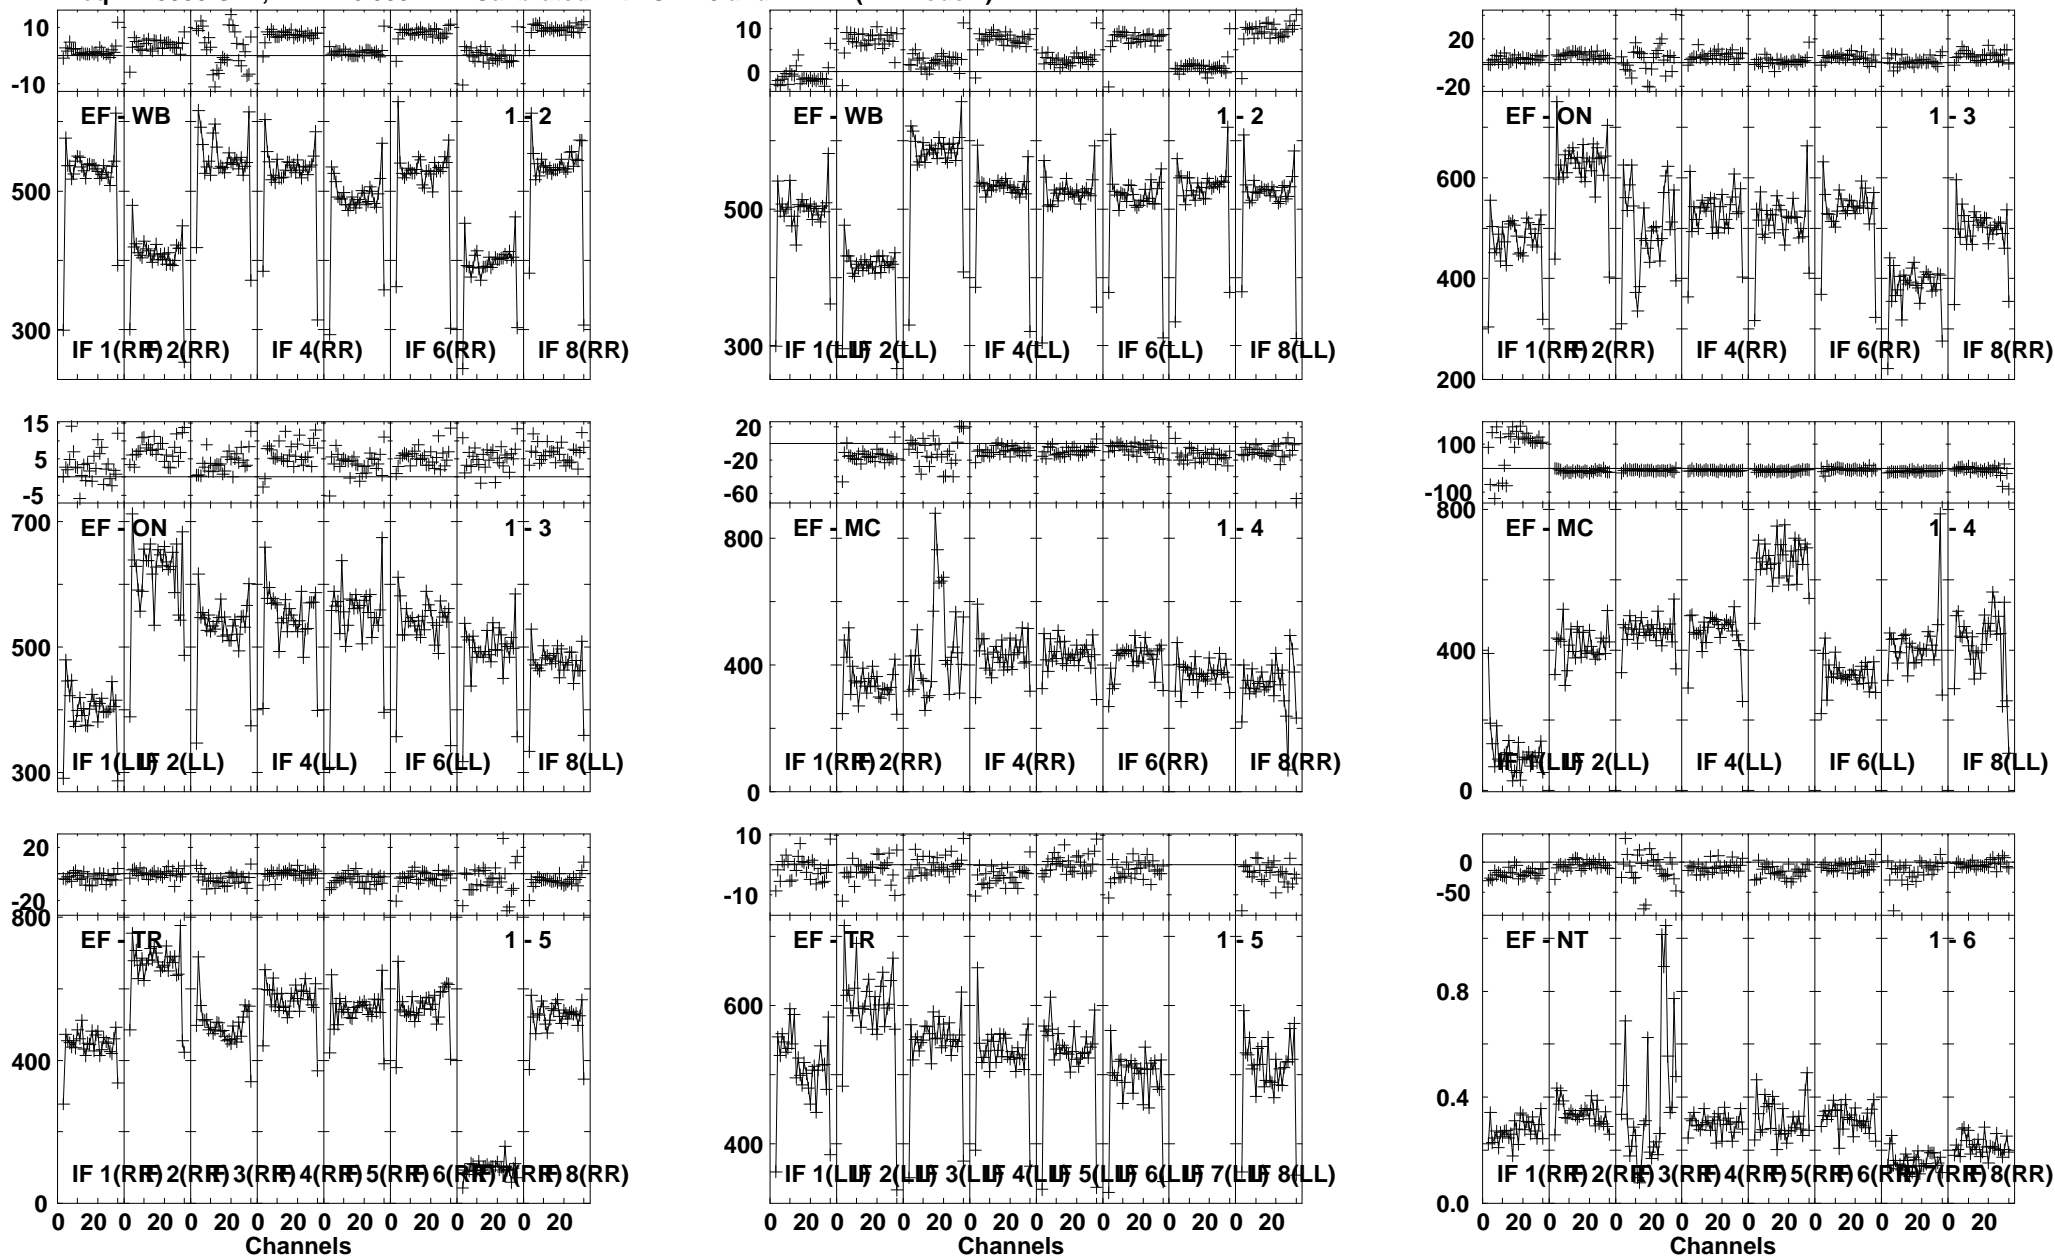 10
-10
EF - WB 1 - 2
500
300
IF 1(RR) IF 2(RR) IF 4(RR) IF 6(RR) IF 8(RR)
10
0
EF - WB 1 - 2
500
300
IF 1(LL) IF 2(LL) IF 4(LL) IF 6(LL) IF 8(LL)
20
-20
EF - ON 1 - 3
600
400
200
IF 1(RR) IF 2(RR) IF 4(RR) IF 6(RR) IF 8(RR)
15
5
-5
700
EF - ON 1 - 3
500
300
IF 1(LL) IF 2(LL) IF 4(LL) IF 6(LL) IF 8(LL)
20
-20
-60
EF - MC 1 - 4
800
400
0
IF 1(RR) IF 2(RR) IF 4(RR) IF 6(RR) IF 8(RR)
100
-100
800
EF - MC 1 - 4
400
0
IF 1(LL) IF 2(LL) IF 4(LL) IF 6(LL) IF 8(LL)
20
-20
800
EF - TR 1 - 5
400
0
IF 1(RR) IF 2(RR) IF 3(RR) IF 4(RR) IF 5(RR) IF 6(RR) IF 7(RR) IF 8(RR)
0 20 0 20 0 20 0 20 0 20 0 20 0 20 0 20
Channels
10
-10
EF - TR 1 - 5
600
400
IF 1(LL) IF 2(LL) IF 3(LL) IF 4(LL) IF 5(LL) IF 6(LL) IF 7(LL) IF 8(LL)
0 20 0 20 0 20 0 20 0 20 0 20 0 20 0 20
Channels
0
-50
EF - NT 1 - 6
0.8
0.4
0.0
IF 1(RR) IF 2(RR) IF 3(RR) IF 4(RR) IF 5(RR) IF 6(RR) IF 7(RR) IF 8(RR)
0 20 0 20 0 20 0 20 0 20 0 20 0 20 0 20
Channels